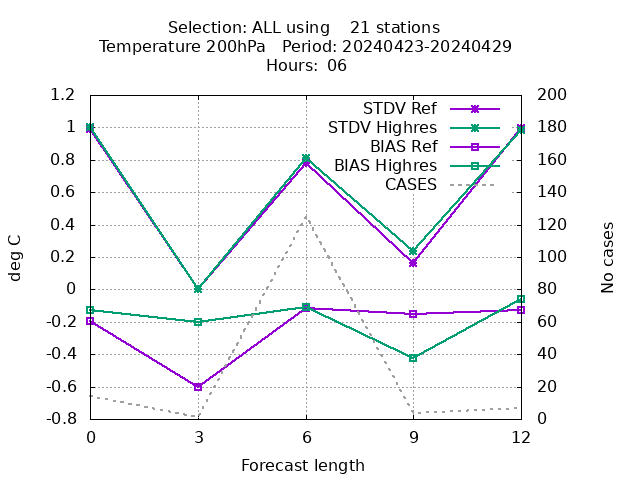 Selection: ALL using    21 stations
Temperature 200hPa   Period: 20240423-20240429
Hours:  06
1.2
1
0.8
0.6
0.4
0.2
0
-0.2
-0.4
-0.6
-0.8
deg C
STDV Ref
STDV Highres
BIAS Ref
BIAS Highres
CASES
200
180
160
140
120
100
80
60
40
20
0
No cases
0 3 6 9 12
Forecast length